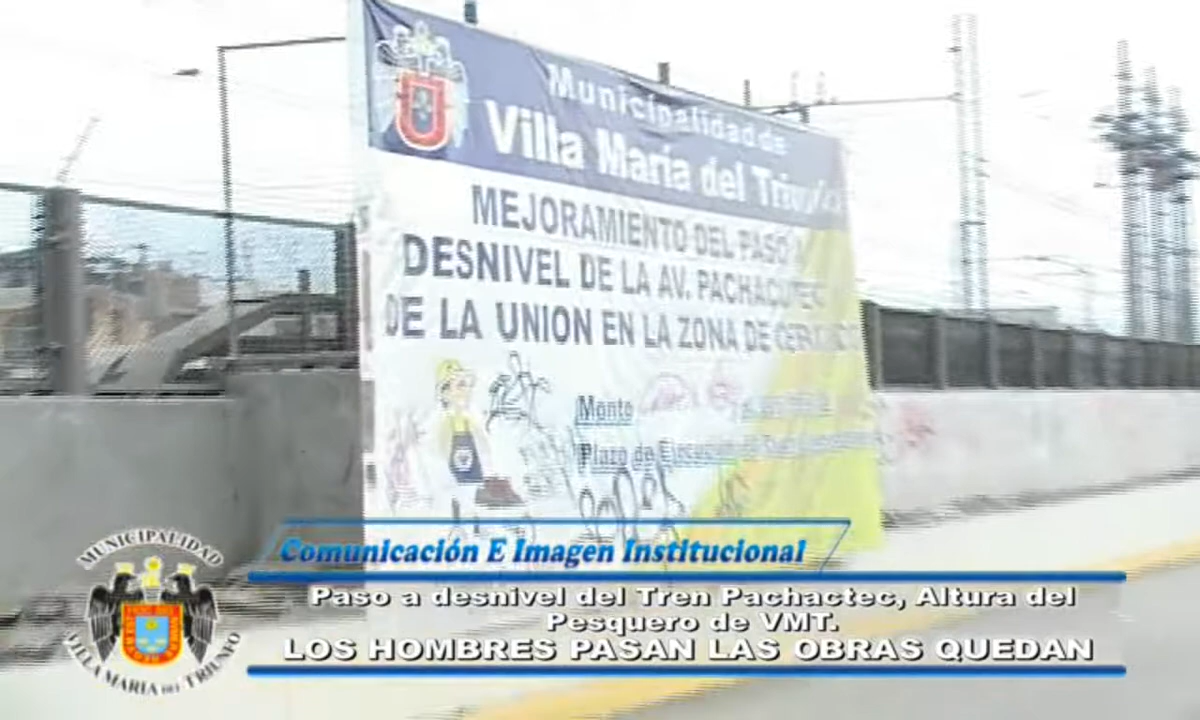 Municipalidad de
Villa María del Triunfo
MEJORAMIENTO DEL PASO A
DESNIVEL DE LA AV. PACHACUTEC
DE LA UNION EN LA ZONA DE
Monto
Plazo de Ejecución
Comunicación E Imagen Institucional
MUNICIPALIDAD
VILLA MARIA DEL TRIUNFO
Paso a desnivel del Tren Pachactec, Altura del
Pesquero de VMT.
LOS HOMBRES PASAN LAS OBRAS QUEDAN